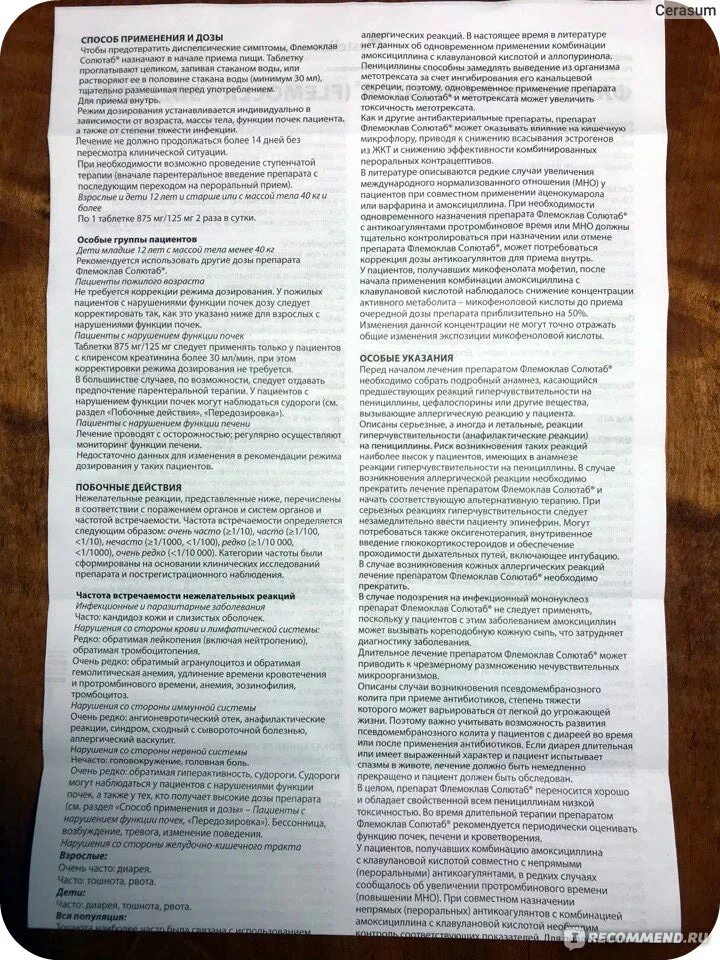 Cerasum
СПОСОБ ПРИМЕНЕНИЯ И ДОЗЫ
Чтобы предотвратить диспепсические симптомы, Флемоклав
Солютаб® назначают в начале приема пищи. Таблетку
проглатывают целиком, запивая стаканом воды, или
растворяют ее в половине стакана воды (минимум 30 мл),
тщательно размешивая перед употреблением.
Для приема внутрь.
Режим дозирования устанавливается индивидуально в
зависимости от возраста, массы тела, функции почек пациента,
а также от степени тяжести инфекции.
Лечение не должно продолжаться более 14 дней без
пересмотра клинической ситуации.
При необходимости возможно проведение ступенчатой
терапии (вначале парентеральное введение препарата с
последующим переходом на пероральный прием).
Взрослые и дети 12 лет и старше или с массой тела 40 кг и
более
По 1 таблетке 875 мг/125 мг 2 раза в сутки.
Особые группы пациентов
Дети младше 12 лет с массой тела менее 40 кг
Рекомендуется использовать другие дозы препарата
Флемоклав Солютаб®.
Пациенты пожилого возраста
Не требуется коррекции режима дозирования. У пожилых
пациентов с нарушениями функции почек дозу следует
корректировать так, как это указано ниже для взрослых с
нарушениями функции почек.
Пациенты с нарушением функции почек
Таблетки 875 мг/125 мг следует применять только у пациентов
с клиренсом креатинина более 30 мл/мин, при этом
корректировки режима дозирования не требуется.
В большинстве случаев, по возможности, следует отдавать
предпочтение парентеральной терапии. У пациентов с
нарушением функции почек могут наблюдаться судороги (см.
раздел «Побочные действия», «Передозировка»).
Пациенты с нарушением функции печени
Лечение проводят с осторожностью; регулярно осуществляют
мониторинг функции печени.
Недостаточно данных для изменения в рекомендации режима
дозирования у таких пациентов.
ПОБОЧНЫЕ ДЕЙСТВИЯ
Нежелательные реакции, представленные ниже, перечислены
в соответствии с поражением органов и систем органов и
частотой встречаемости. Частота встречаемости определяется
следующим образом: очень часто (≥1/10), часто (≥1/100,
<1/10), нечасто (≥1/1000, <1/100), редко (≥1/10 000,
<1/1000), очень редко (<1/10 000). Категории частоты были
сформированы на основании клинических исследований
препарата и пострегистрационного наблюдения.
Частота встречаемости нежелательных реакций
Инфекционные и паразитарные заболевания
Часто: кандидоз кожи и слизистых оболочек.
Нарушения со стороны крови и лимфатической системы:
Редко: обратимая лейкопения (включая нейтропению),
обратимая тромбоцитопения.
Очень редко: обратимый агранулоцитоз и обратимая
гемолитическая анемия, удлинение времени кровотечения
и протромбинового времени, анемия, эозинофилия,
тромбоцитоз.
Нарушения со стороны иммунной системы
Очень редко: ангионевротический отек, анафилактические
реакции, синдром, сходный с сывороточной болезнью,
аллергический васкулит.
Нарушения со стороны нервной системы
Нечасто: головокружение, головная боль.
Очень редко: обратимая гиперактивность, судороги. Судороги
могут наблюдаться у пациентов с нарушениями функции
почек, а также у тех, кто получает высокие дозы препарата
(см. раздел «Способ применения и дозы» – Пациенты с
нарушением функции почек, «Передозировка»). Бессонница,
возбуждение, тревога, изменение поведения.
Нарушения со стороны желудочно-кишечного тракта
Взрослые:
Очень часто: диарея.
Часто: тошнота, рвота.
Дети:
Часто: диарея, тошнота, рвота.
Вся популяция:
Тошнота наиболее часто была связана с использованием
аллергических реакций. В настоящее время в литературе
нет данных об одновременном применении комбинации
амоксициллина с клавулановой кислотой и аллопуринола.
Пенициллины способны замедлять выведение из организма
метотрексата за счет ингибирования его канальцевой
секреции, поэтому, одновременное применение препарата
Флемоклав Солютаб® и метотрексата может увеличить
токсичность метотрексата.
Как и другие антибактериальные препараты, препарат
Флемоклав Солютаб® может оказывать влияние на кишечную
микрофлору, приводя к снижению всасывания эстрогенов
из ЖКТ и снижению эффективности комбинированных
пероральных контрацептивов.
В литературе описываются редкие случаи увеличения
международного нормализованного отношения (МНО) у
пациентов при совместном применении аценокумарола
или варфарина и амоксициллина. При необходимости
одновременного назначения препарата Флемоклав Солютаб®
с антикоагулянтами протромбиновое время или МНО должны
тщательно контролироваться при назначении или отмене
препарата Флемоклав Солютаб®, может потребоваться
коррекция дозы антикоагулянтов для приема внутрь.
У пациентов, получавших микофенолата мофетил, после
начала применения комбинации амоксициллина с
клавулановой кислотой наблюдалось снижение концентрации
активного метаболита – микофеноловой кислоты до приема
очередной дозы препарата приблизительно на 50%.
Изменения данной концентрации не могут точно отражать
общие изменения экспозиции микофеноловой кислоты.
ОСОБЫЕ УКАЗАНИЯ
Перед началом лечения препаратом Флемоклав Солютаб®
необходимо собрать подробный анамнез, касающийся
предшествующих реакций гиперчувствительности на
пенициллины, цефалоспорины или другие вещества,
вызывающие аллергическую реакцию у пациента.
Описаны серьезные, а иногда и летальные, реакции
гиперчувствительности (анафилактические реакции)
на пенициллины. Риск возникновения таких реакций
наиболее высок у пациентов, имеющих в анамнезе
реакции гиперчувствительности на пенициллины. В случае
возникновения аллергической реакции необходимо
прекратить лечение препаратом Флемоклав Солютаб® и
начать соответствующую альтернативную терапию. При
серьезных реакциях гиперчувствительности следует
незамедлительно ввести пациенту эпинефрин. Могут
потребоваться также оксигенотерапия, внутривенное
введение глюкокортикостероидов и обеспечение
проходимости дыхательных путей, включающее интубацию.
В случае возникновения кожных аллергических реакций
лечение препаратом Флемоклав Солютаб® необходимо
прекратить.
В случае подозрения на инфекционный мононуклеоз
препарат Флемоклав Солютаб® не следует применять,
поскольку у пациентов с этим заболеванием амоксициллин
может вызывать кореподобную кожную сыпь, что затрудняет
диагностику заболевания.
Длительное лечение препаратом Флемоклав Солютаб® может
приводить к чрезмерному размножению нечувствительных
микроорганизмов.
Описаны случаи возникновения псевдомембранозного
колита при приеме антибиотиков, степень тяжести
которого может варьироваться от легкой до угрожающей
жизни. Поэтому важно учитывать возможность развития
псевдомембранозного колита у пациентов с диареей во время
или после применения антибиотиков. Если диарея длительная
или имеет выраженный характер и пациент испытывает
спазмы в животе, лечение должно быть немедленно
прекращено и пациент должен быть обследован.
В целом, препарат Флемоклав Солютаб® переносится хорошо
и обладает свойственной всем пенициллинам низкой
токсичностью. Во время длительной терапии препаратом
Флемоклав Солютаб® рекомендуется периодически оценивать
функцию почек, печени и кроветворения.
У пациентов, получавших комбинацию амоксициллина
с клавулановой кислотой совместно с непрямыми
(пероральными) антикоагулянтами, в редких случаях
сообщалось об увеличении протромбинового времени
(повышении МНО). При совместном назначении
непрямых (пероральных) антикоагулянтов с комбинацией
амоксициллина с клавулановой кислотой необходим
контроль соответствующих показателей. Для
RECOMMEND.RU